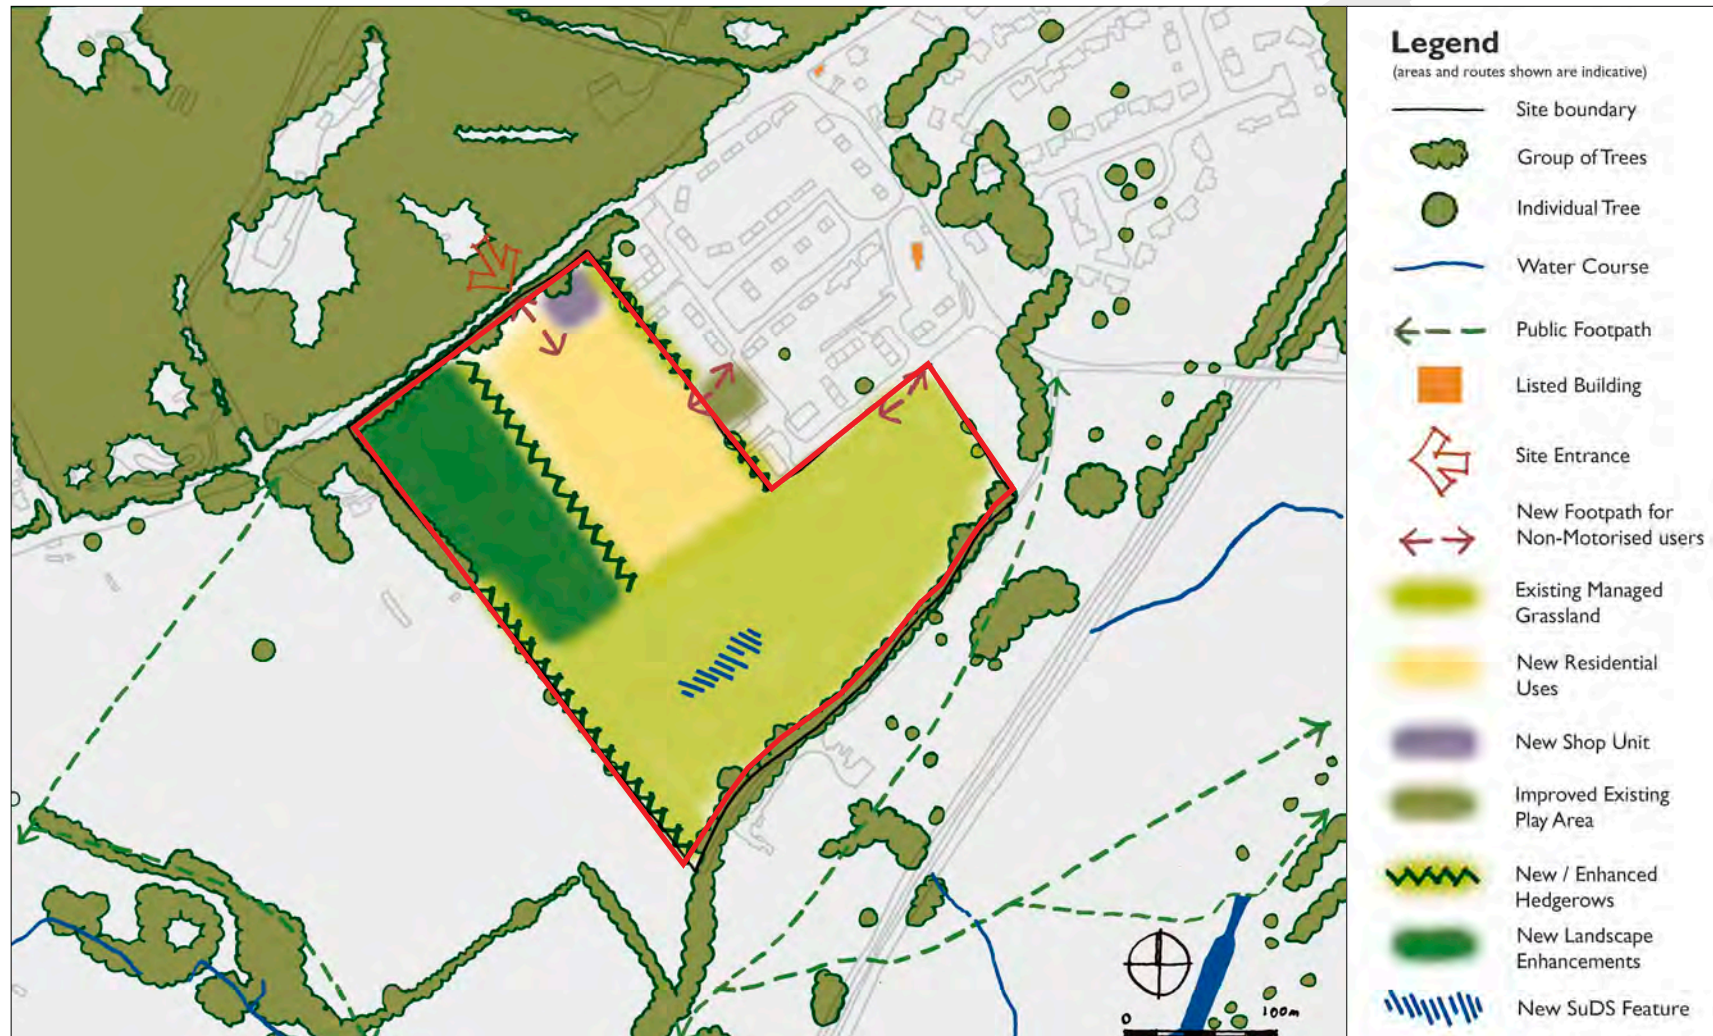 Legend
(areas and routes shown are indicative)
Site boundary
Group of Trees
Individual Tree
Water Course
Public Footpath
Listed Building
Site Entrance
New Footpath for
Non-Motorised users
Existing Managed
Grassland
New Residential
Uses
New Shop Unit
Improved Existing
Play Area
New / Enhanced
Hedgerows
New Landscape
Enhancements
New SuDS Feature
0 100m